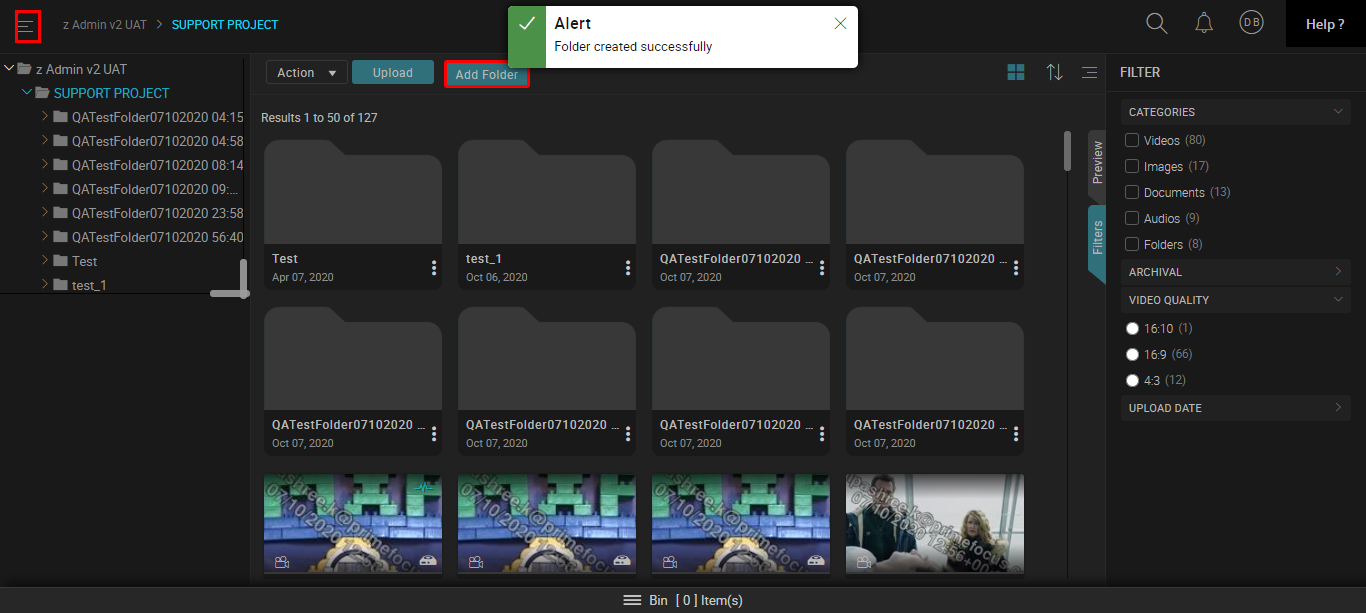 z Admin v2 UAT > SUPPORT PROJECT
Alert
Folder created successfully
DB
Help ?
z Admin v2 UAT
SUPPORT PROJECT
QATestFolder07102020 04:15
QATestFolder07102020 04:58
QATestFolder07102020 08:14
QATestFolder07102020 09:...
QATestFolder07102020 23:58
QATestFolder07102020 56:40
Test
test_1
Action
Upload
Add Folder
Results 1 to 50 of 127
Test
Apr 07, 2020
test_1
Oct 06, 2020
QATestFolder07102020 ...
Oct 07, 2020
QATestFolder07102020 ...
Oct 07, 2020
QATestFolder07102020 ...
Oct 07, 2020
QATestFolder07102020 ...
Oct 07, 2020
QATestFolder07102020 ...
Oct 07, 2020
QATestFolder07102020 ...
Oct 07, 2020
Preview
Filters
FILTER
CATEGORIES
Videos (80)
Images (17)
Documents (13)
Audios (9)
Folders (8)
ARCHIVAL
VIDEO QUALITY
16:10 (1)
16:9 (66)
4:3 (12)
UPLOAD DATE
Bin [ 0 ] Item(s)